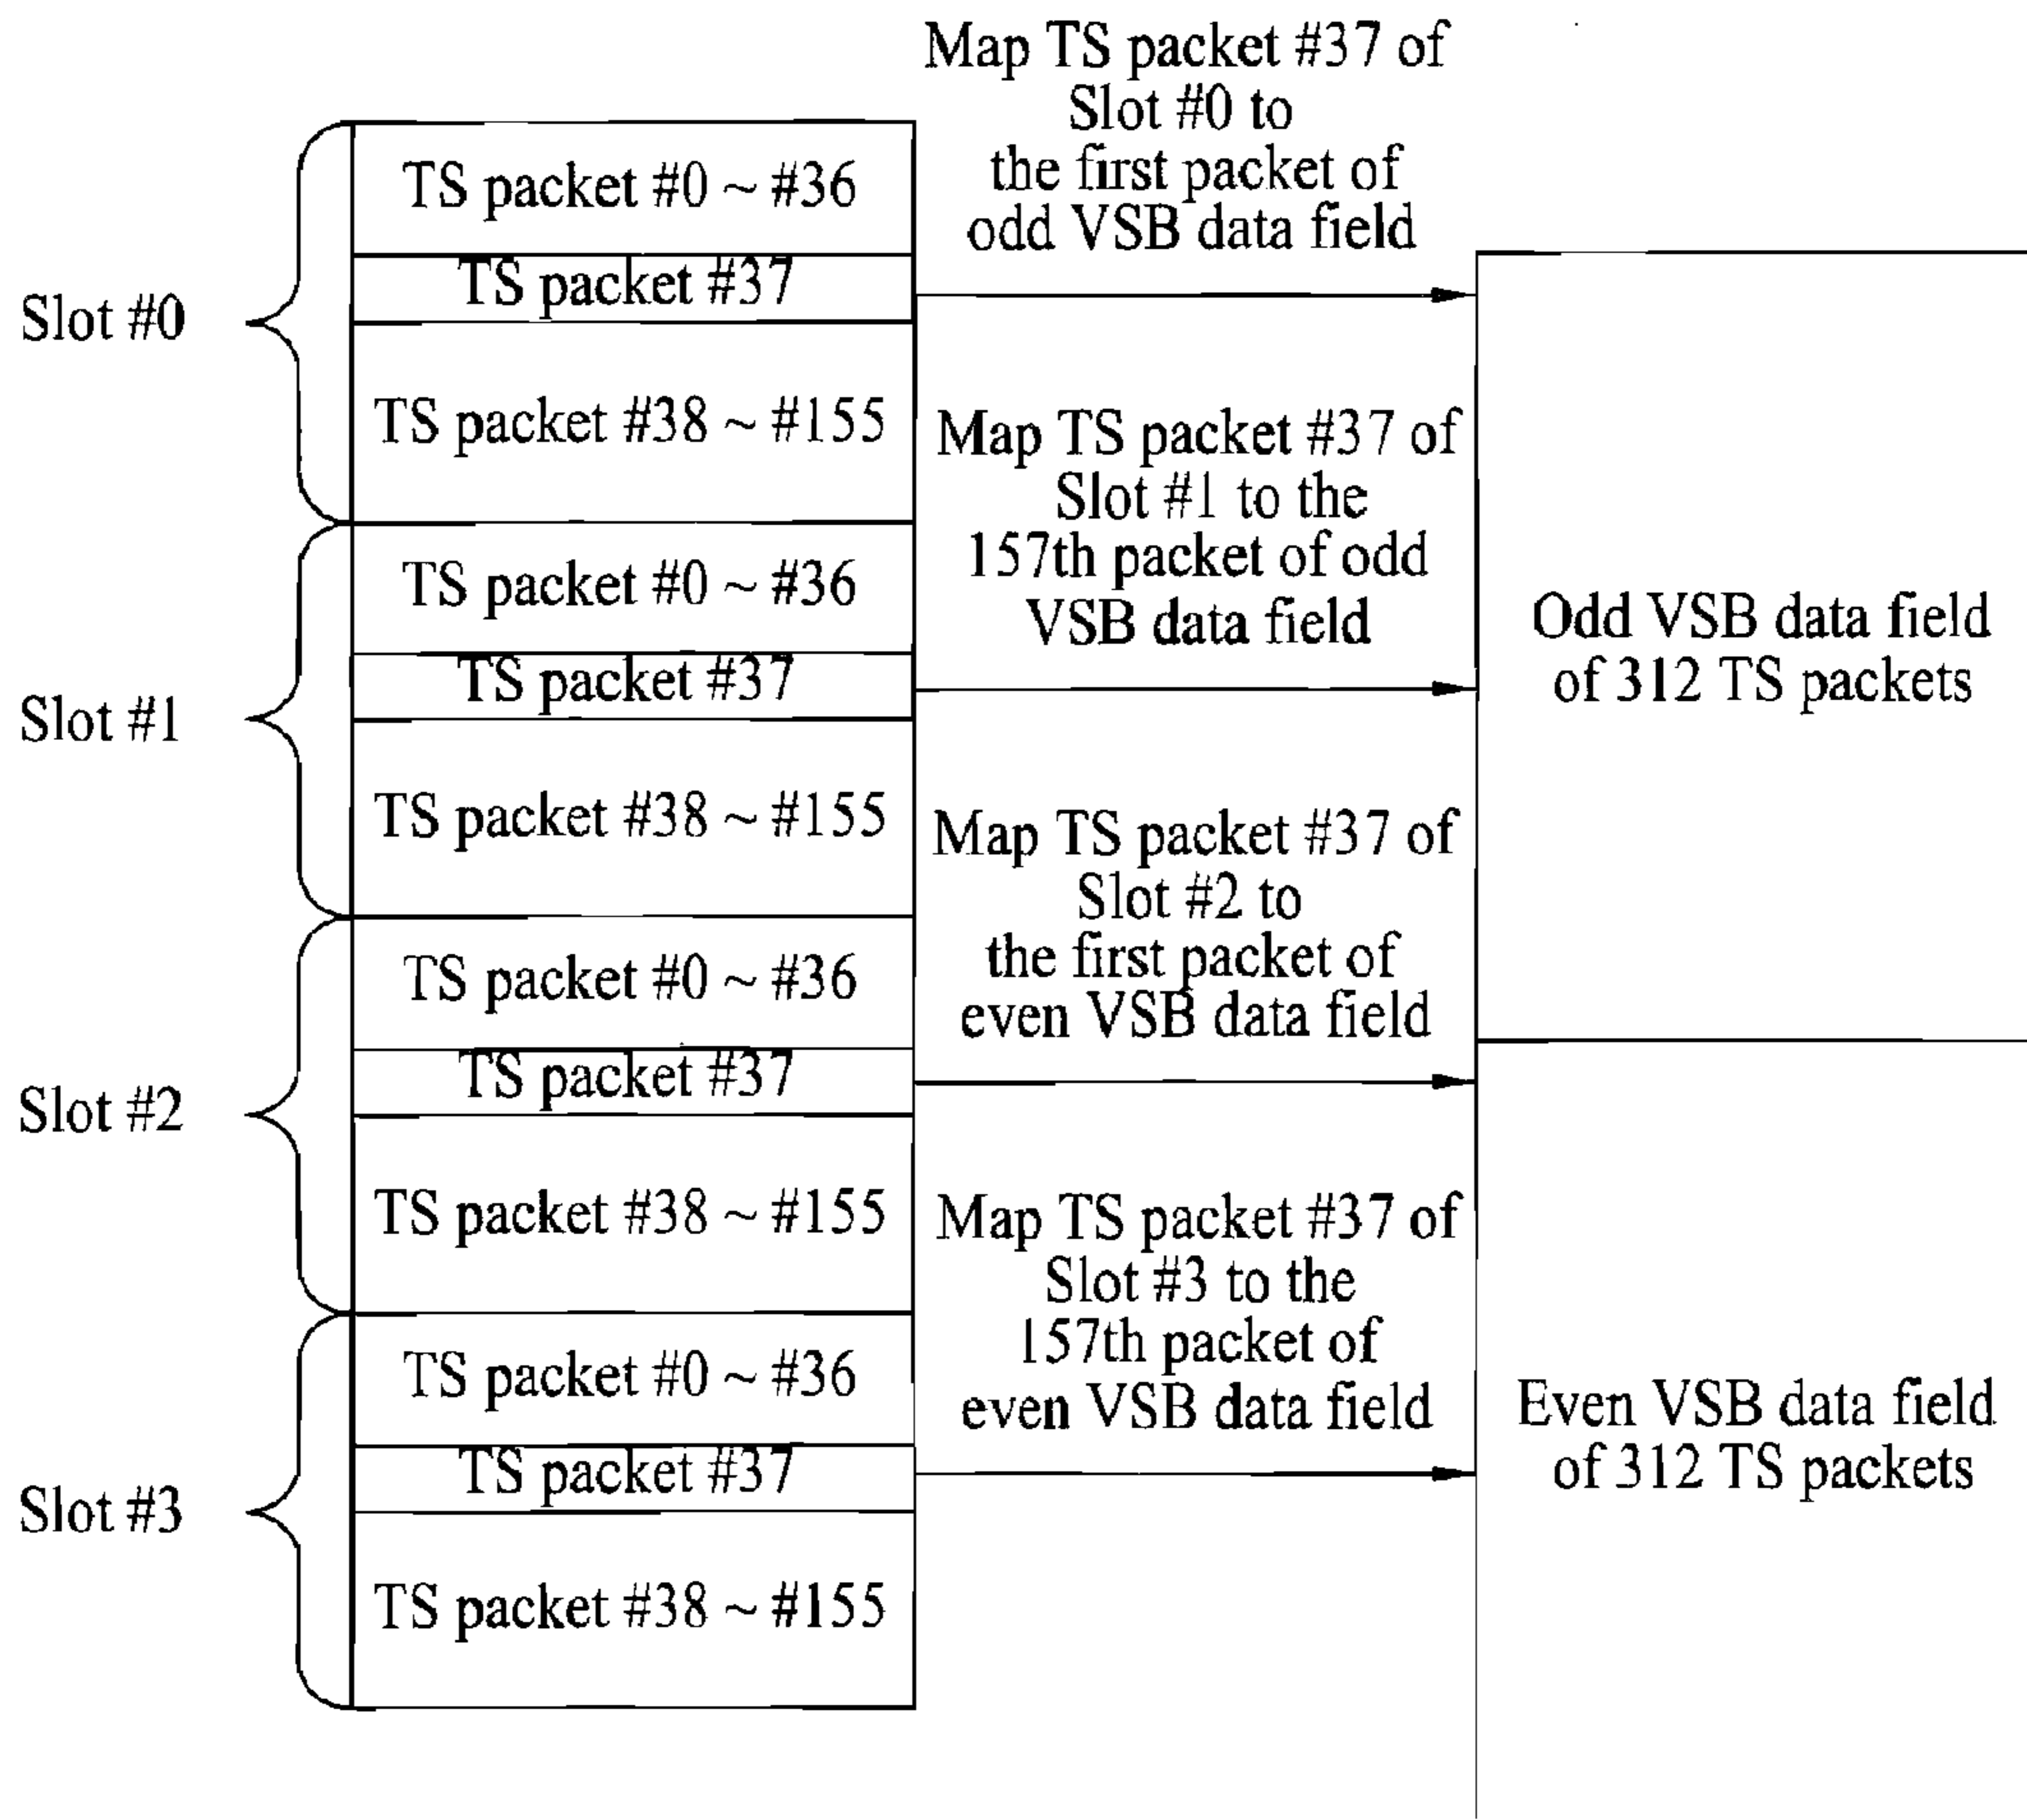 Map TS packet #37 of
Slot #0 to
the first packet of
odd VSB data field
Slot #0
TS packet #0 ~ #36
TS packet #37
TS packet #38 ~ #155
Map TS packet #37 of
Slot #1 to the
157th packet of odd
VSB data field
Slot #1
TS packet #0 ~ #36
TS packet #37
TS packet #38 ~ #155
Odd VSB data field
of 312 TS packets
Map TS packet #37 of
Slot #2 to
the first packet of
even VSB data field
Slot #2
TS packet #0 ~ #36
TS packet #37
TS packet #38 ~ #155
Map TS packet #37 of
Slot #3 to the
157th packet of
even VSB data field
Slot #3
TS packet #0 ~ #36
TS packet #37
TS packet #38 ~ #155
Even VSB data field
of 312 TS packets